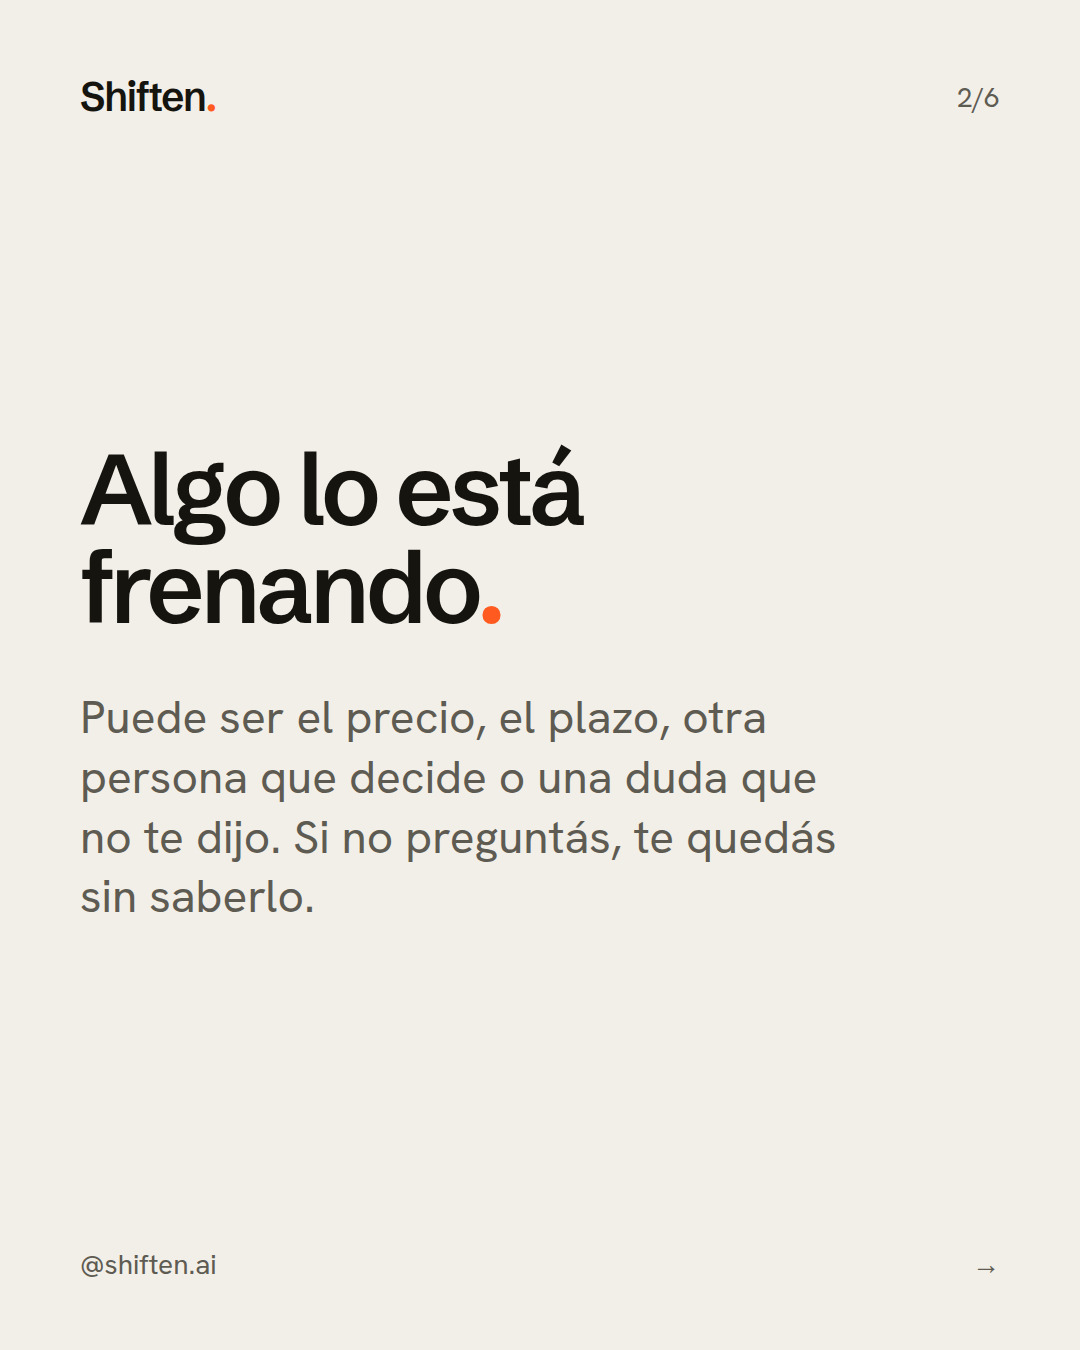 Shiften.
2/6
Algo lo está
frenando.
Puede ser el precio, el plazo, otra
persona que decide o una duda que
no te dijo. Si no preguntás, te quedás
sin saberlo.
@shiften.ai
→